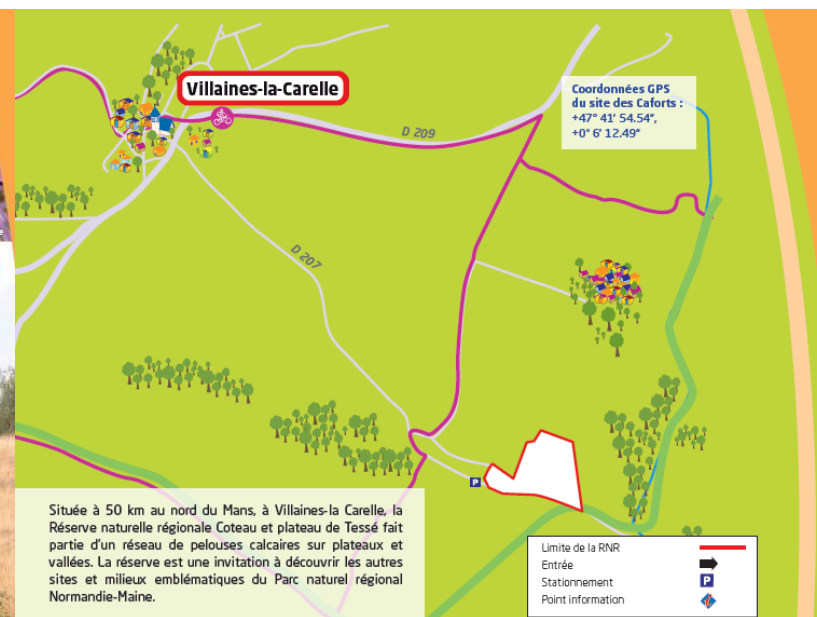 Villaines-la-Carelle
Coordonnées GPS
du site des Caforts :
+47° 41' 54.54",
+0° 6' 12.49"
D 209
D 207
P
Située à 50 km au nord du Mans, à Villaines-la Carelle, la
Réserve naturelle régionale Coteau et plateau de Tessé fait
partie d'un réseau de pelouses calcaires sur plateaux et
vallées. La réserve est une invitation à découvrir les autres
sites et milieux emblématiques du Parc naturel régional
Normandie-Maine.
Limite de la RNR
Entrée
Stationnement P
Point information